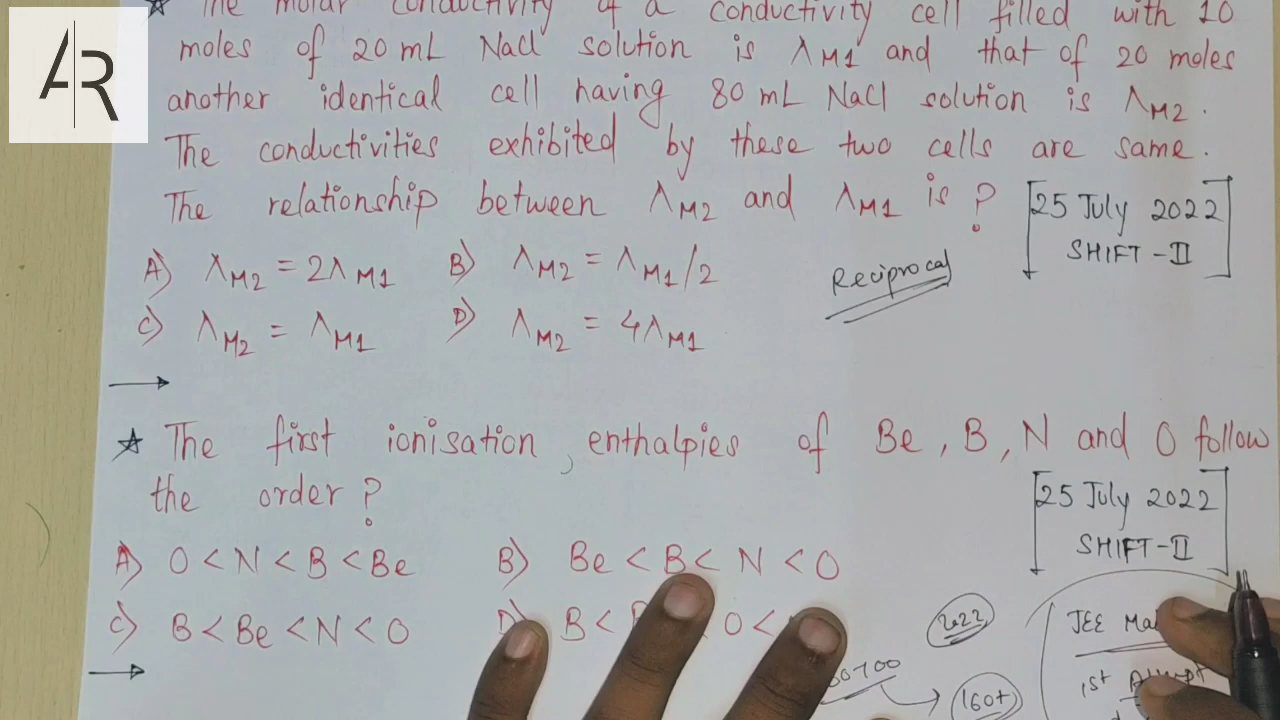 AR
★ The molar conductivity of a conductivity cell filled with 10
moles of 20 mL NaCl solution is λM1 and that of 20 moles
another identical cell having 80 mL NaCl solution is λM2.
The conductivities exhibited by these two cells are same.
The relationship between λM2 and λM1 is?
[25 July 2022
SHIFT-II]
A) λM2 = 2λM1 B) λM2 = λM1/2
Reciprocal
C) λM2 = λM1 D) λM2 = 4λM1
→
★ The first ionisation, enthalpies of Be, B, N and O follow
the order?
[25 July 2022
SHIFT-II]
A) O < N < B < Be B) Be < B < N < O
C) B < Be < N < O D) B < O <
2022
JEE
→
160+
1st